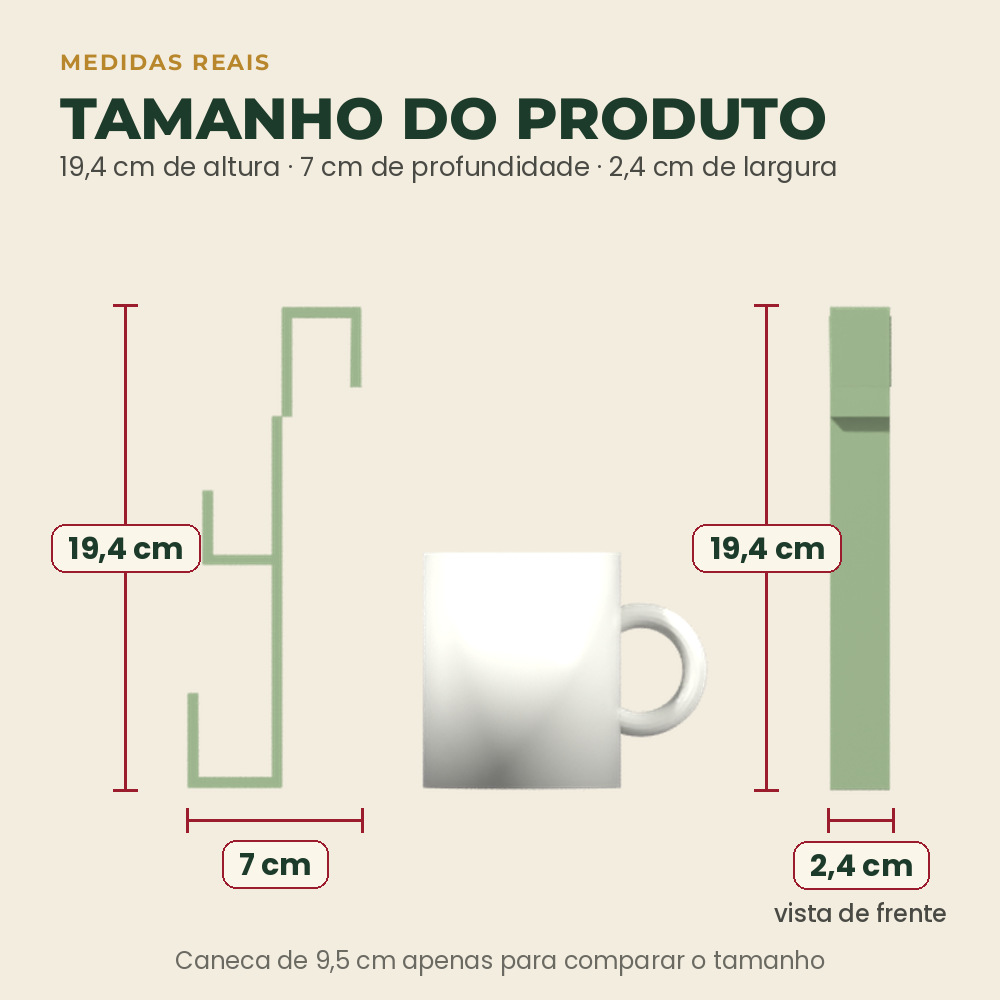 MEDIDAS REAIS
TAMANHO DO PRODUTO
19,4 cm de altura · 7 cm de profundidade · 2,4 cm de largura
19,4 cm
19,4 cm
7 cm
2,4 cm
vista de frente
Caneca de 9,5 cm apenas para comparar o tamanho